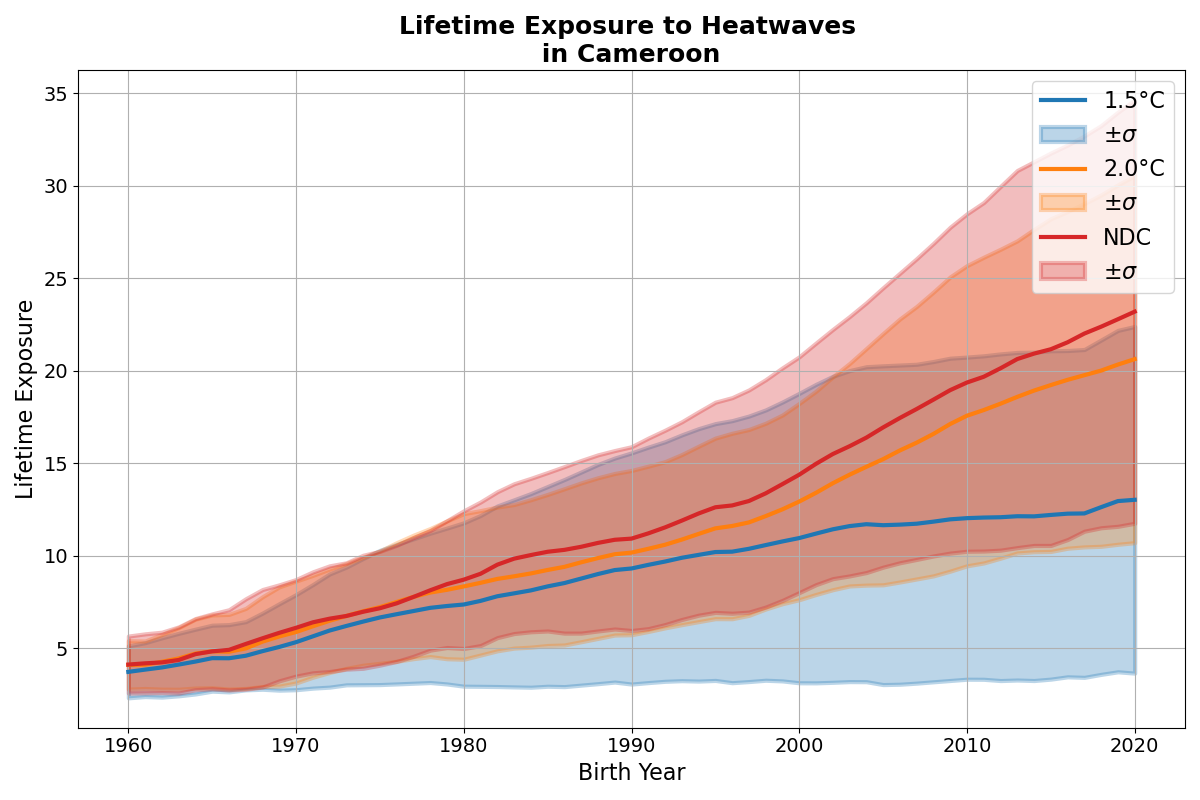 Lifetime Exposure to Heatwaves
in Cameroon
Lifetime Exposure
35
30
25
20
15
10
5
1960
1970
1980
1990
2000
2010
2020
Birth Year
1.5°C
±σ
2.0°C
±σ
NDC
±σ